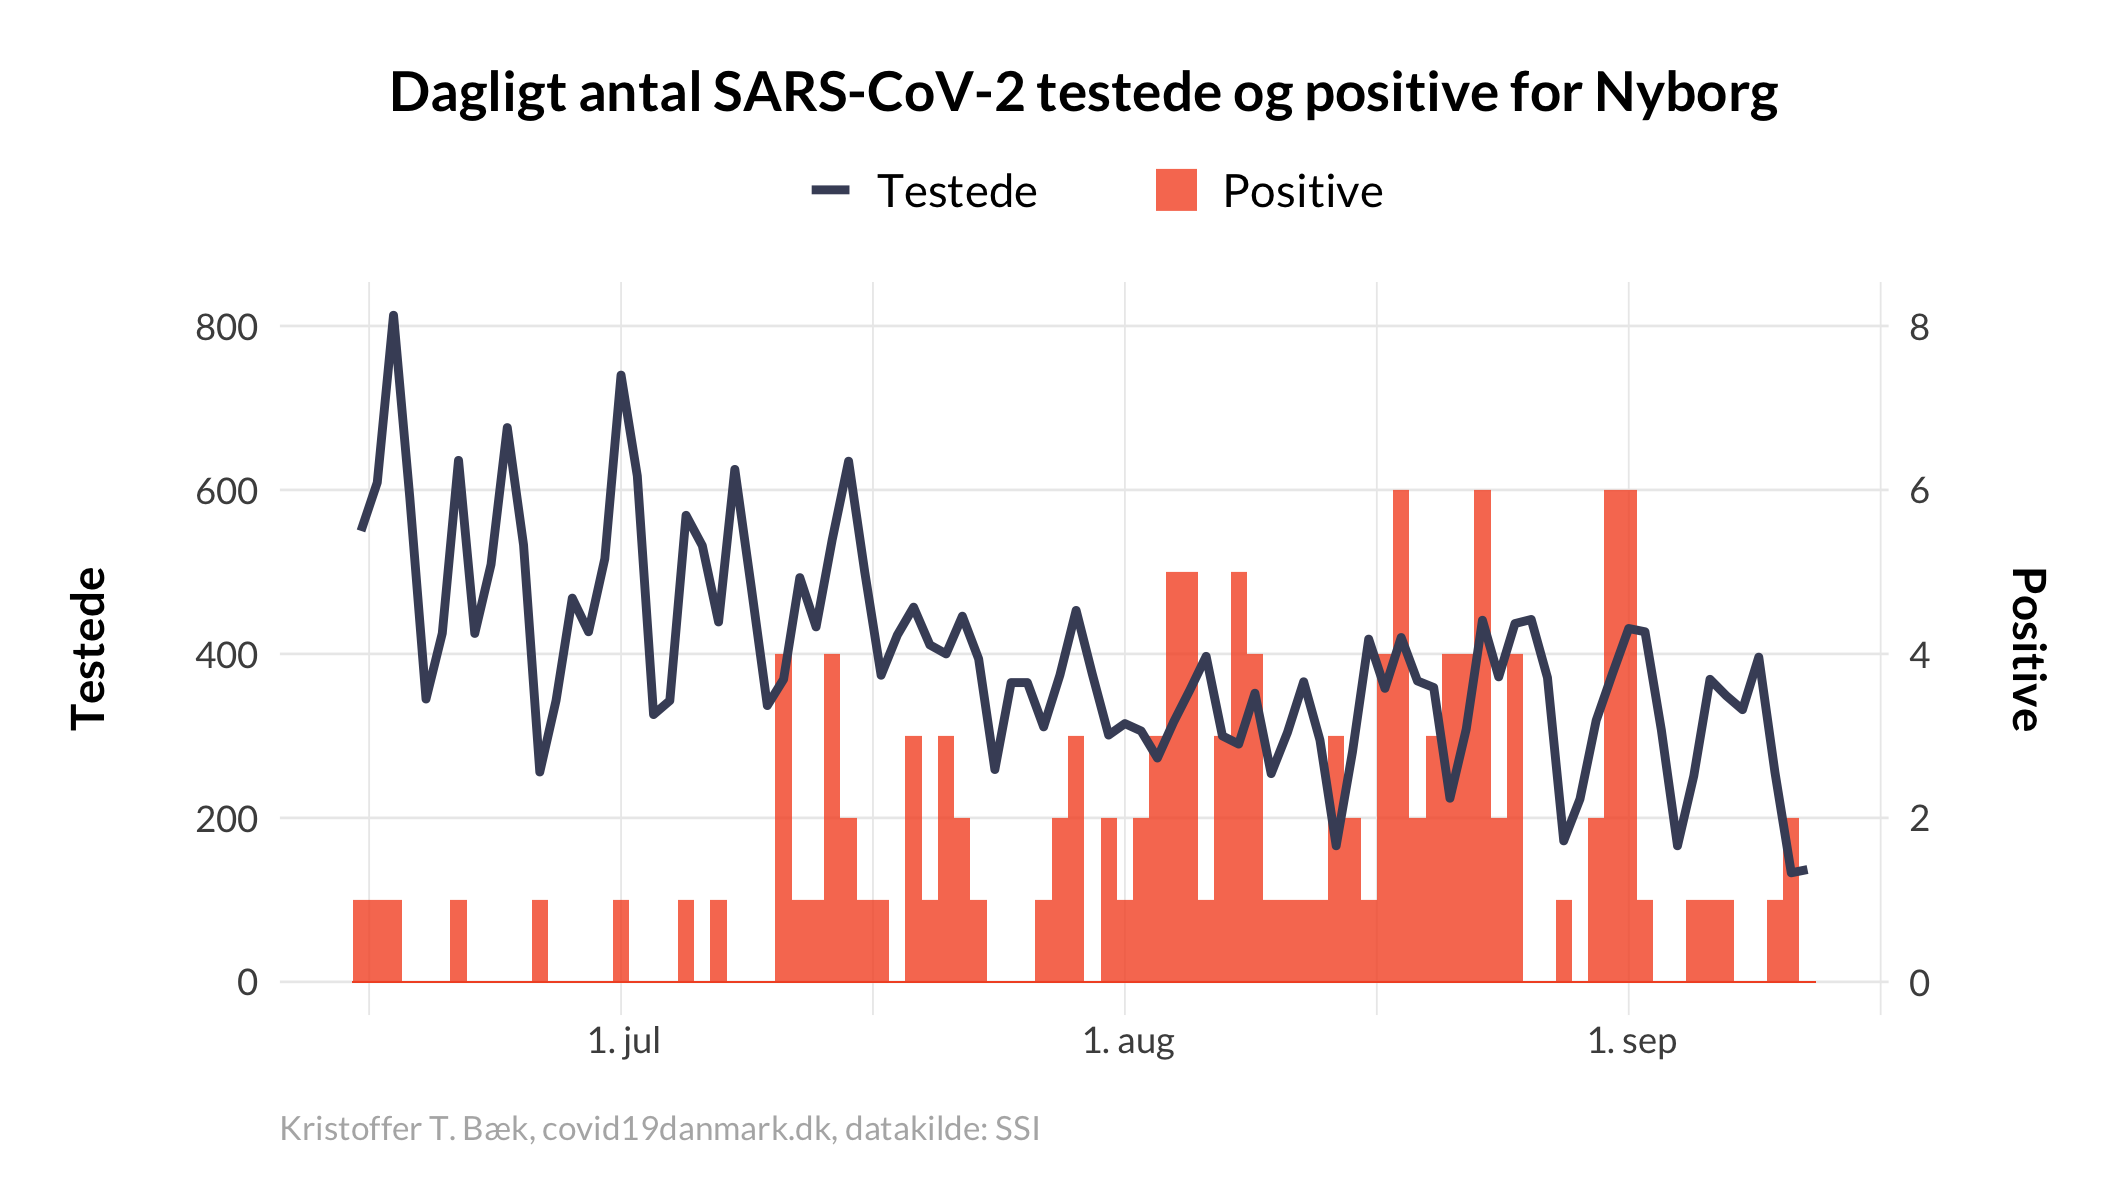 Dagligt antal SARS-CoV-2 testede og positive for Nyborg
Testede Positive
800
600
400
200
0
Testede
8
6
4
2
0
Positive
1. jul 1. aug 1. sep
Kristoffer T. Bæk, covid19danmark.dk, datakilde: SSI